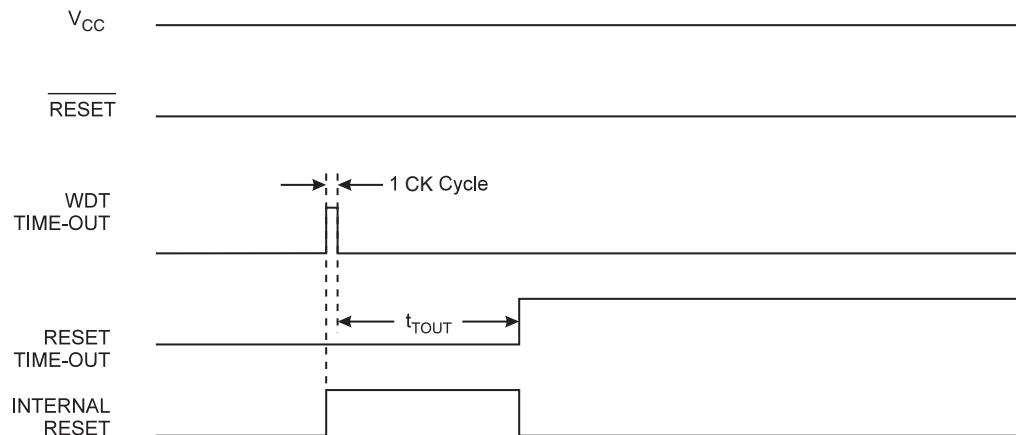 VCC
RESET
1 CK Cycle
WDT
TIME-OUT
tTOUT
RESET
TIME-OUT
INTERNAL
RESET